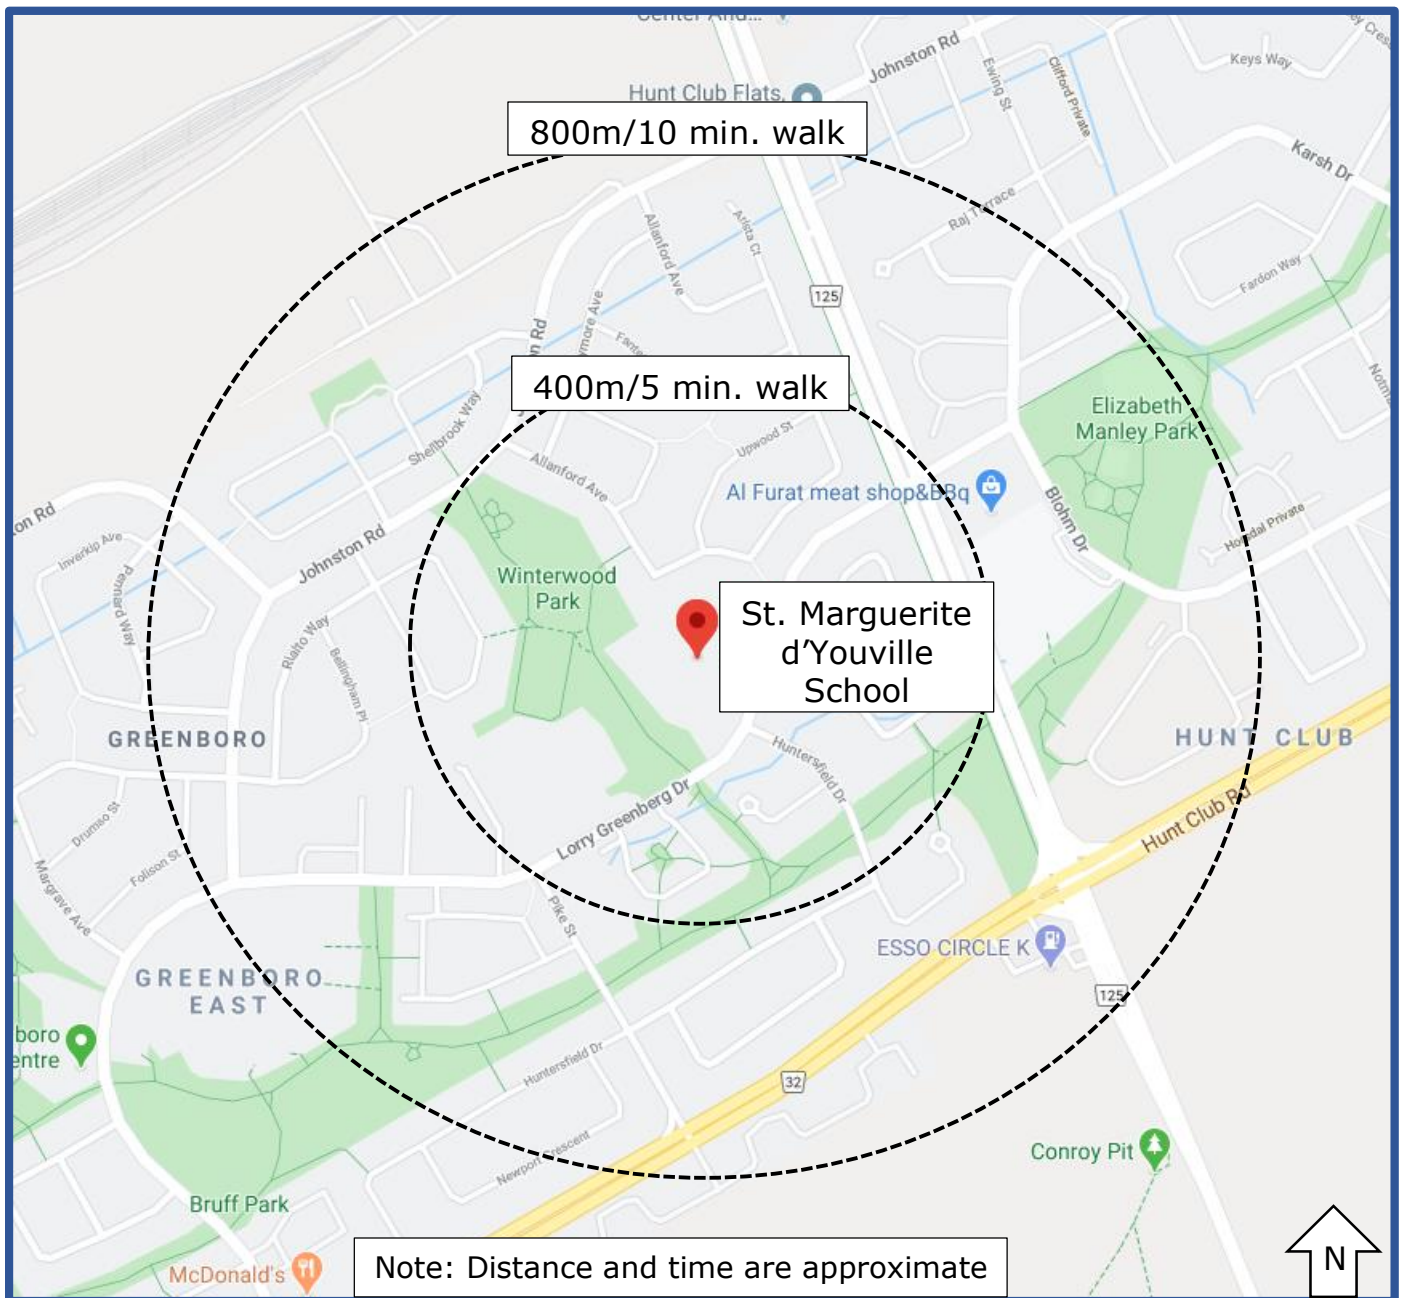 Center And...
Johnston Rd
Keys Way
Ewing St
Clifford Private
Hunt Club Flats,
800m/10 min. walk
Karsh Dr
Raj Terrace
Allanford Ave
Arista Ct
Fardon Way
125
400m/5 min. walk
Elizabeth
Manley Park
Shellbrook Way
Upwood St
Allanford Ave
Al Furat meat shop&BBq
Blohm Dr
on Rd
Inverkip Ave
Johnston Rd
Pennard Way
Winterwood
Park
St. Marguerite
d'Youville
School
Rialto Way
Bellingham Pl
GREENBORO
HUNT CLUB
Huntersfield Dr
Hunt Club Rd
Lorry Greenberg Dr
Drumso St
Folison St
Margrave Ave
Pike St
ESSO CIRCLE K
GREENBORO
EAST
125
boro
entre
Huntersfield Dr
32
Newport Crescent
Conroy Pit
Bruff Park
McDonald's
Note: Distance and time are approximate
N